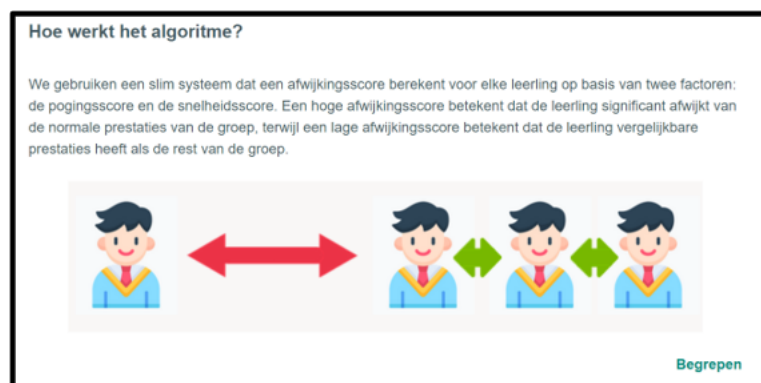 Hoe werkt het algoritme?
We gebruiken een slim systeem dat een afwijkingsscore berekent voor elke leerling op basis van twee factoren:
de pogingsscore en de snelheidsscore. Een hoge afwijkingsscore betekent dat de leerling significant afwijkt van
de normale prestaties van de groep, terwijl een lage afwijkingsscore betekent dat de leerling vergelijkbare
prestaties heeft als de rest van de groep.
Begrepen